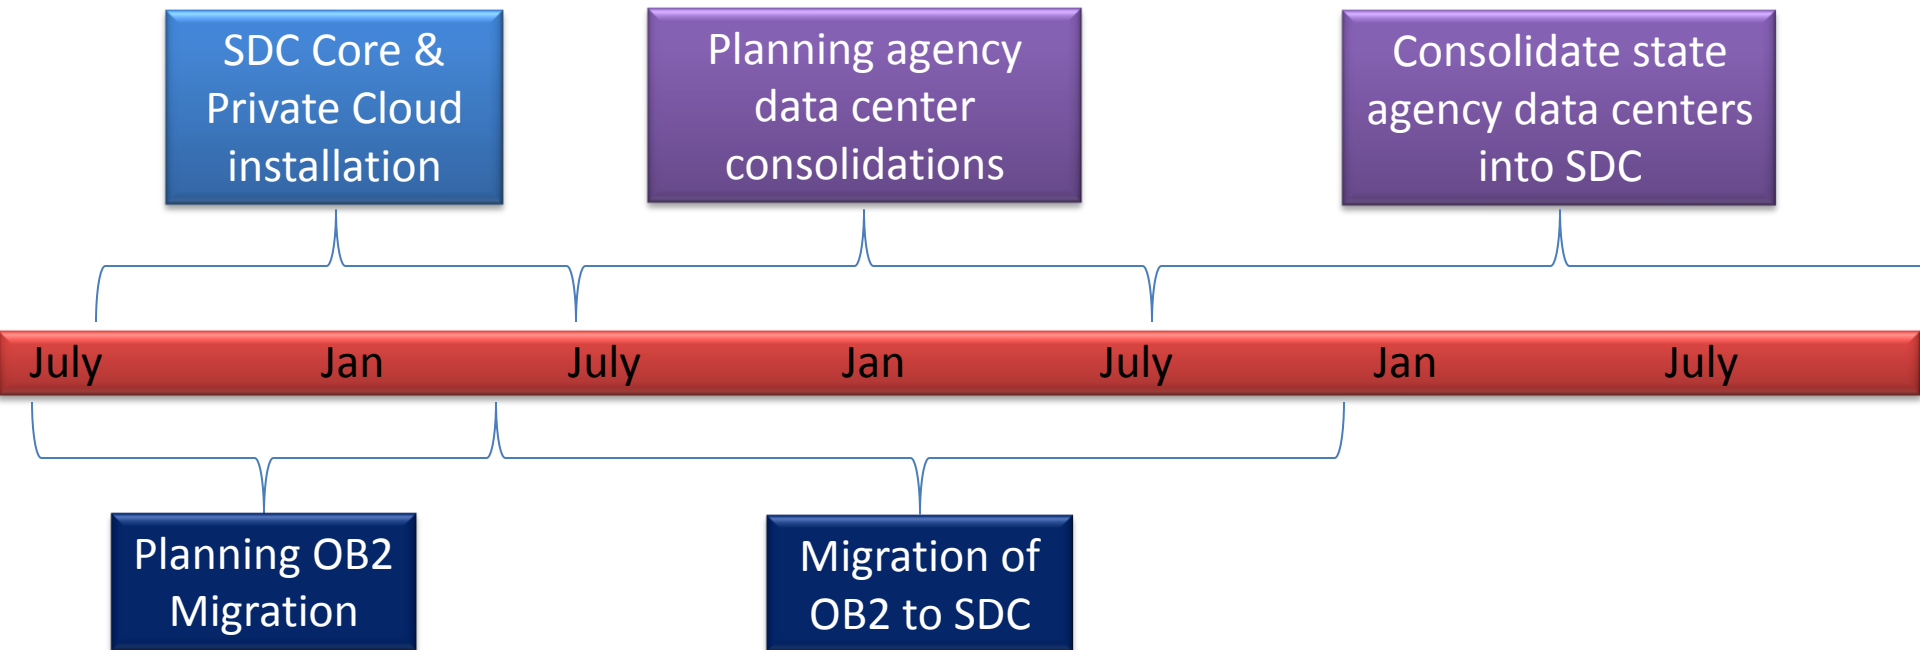 SDC Core &
Private Cloud
installation
Planning agency
data center
consolidations
Consolidate state
agency data centers
into SDC
July Jan July Jan July Jan July
Planning OB2
Migration
Migration of
OB2 to SDC